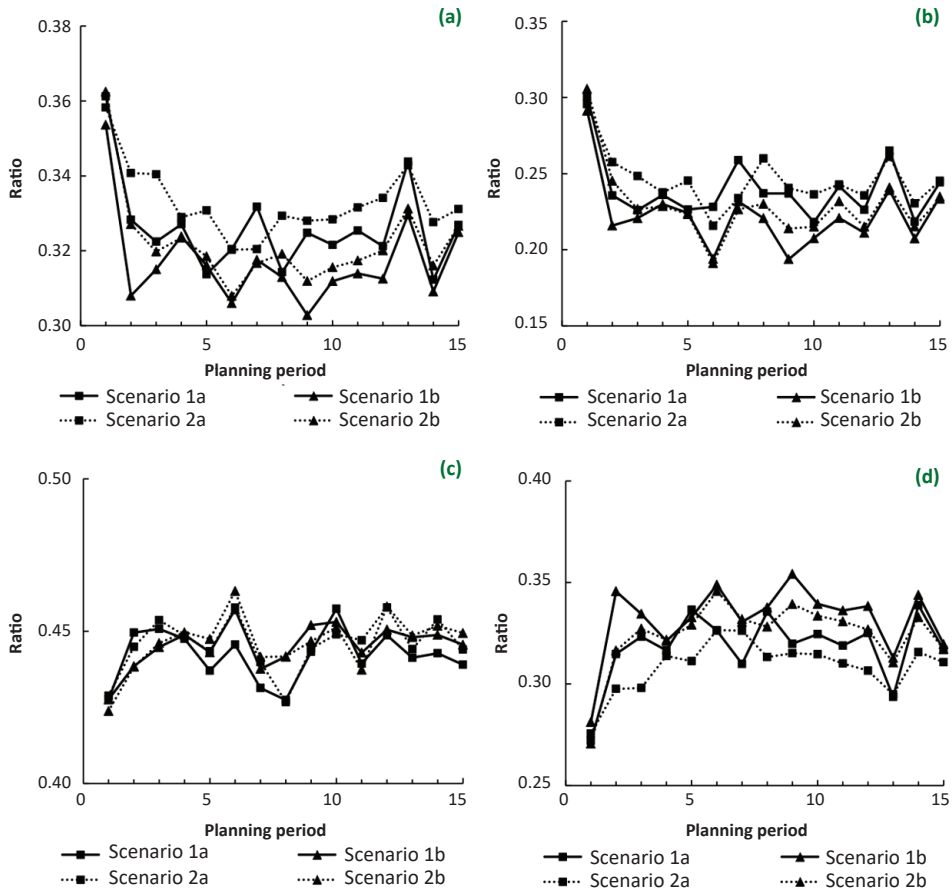 (a)
0.38
0.36
0.34
0.32
0.30
Ratio
0 5 10 15
Planning period
Scenario 1a Scenario 1b
Scenario 2a Scenario 2b
(b)
0.35
0.30
0.25
0.20
0.15
Ratio
0 5 10 15
Planning period
Scenario 1a Scenario 1b
Scenario 2a Scenario 2b
(c)
0.50
0.45
0.40
Ratio
0 5 10 15
Planning period
Scenario 1a Scenario 1b
Scenario 2a Scenario 2b
(d)
0.40
0.35
0.30
0.25
Ratio
0 5 10 15
Planning period
Scenario 1a Scenario 1b
Scenario 2a Scenario 2b